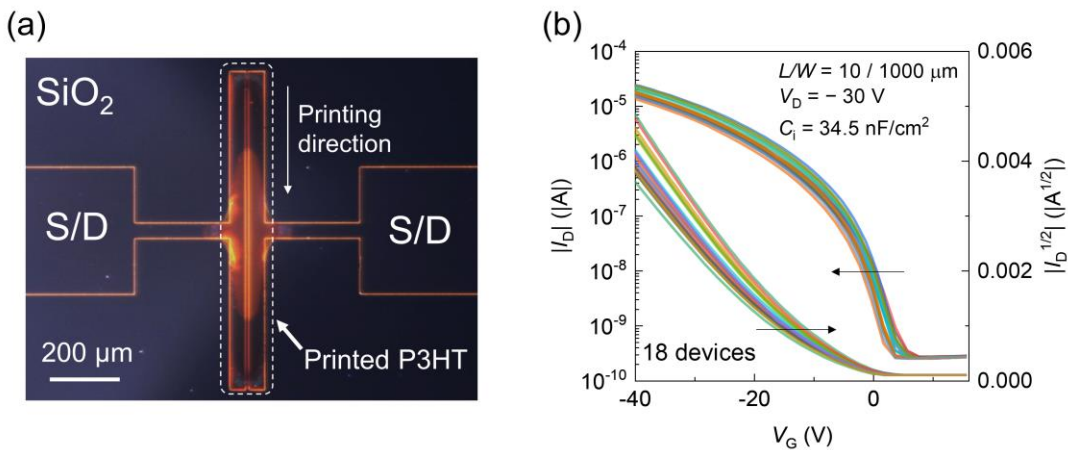 (a)
SiO2
Printing
direction
S/D
S/D
200 μm
Printed P3HT
(b)
10-4
10-5
10-6
10-7
10-8
10-9
10-10
|ID| (|A|)
L/W = 10 / 1000 μm
VD = − 30 V
Ci = 34.5 nF/cm2
18 devices
0.006
0.004
0.002
0.000
|ID1/2| (|A1/2|)
-40
-20
0
VG (V)